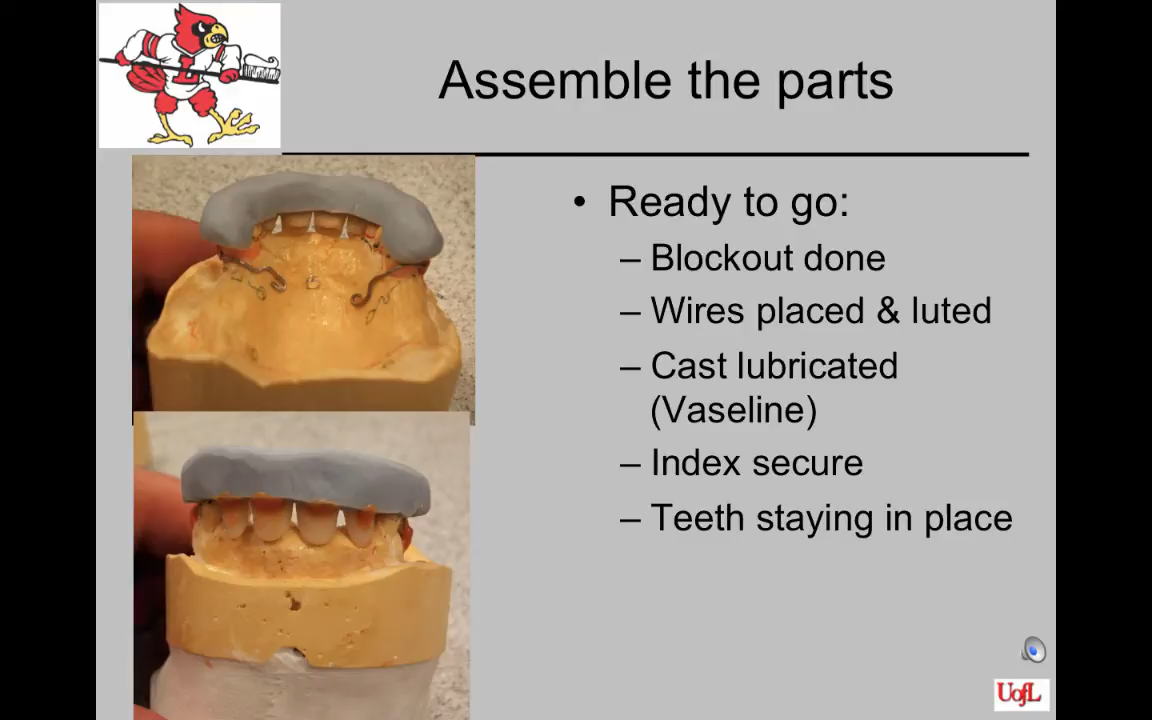 Assemble the parts
• Ready to go:
– Blockout done
– Wires placed & luted
– Cast lubricated
(Vaseline)
– Index secure
– Teeth staying in place
L
UofL